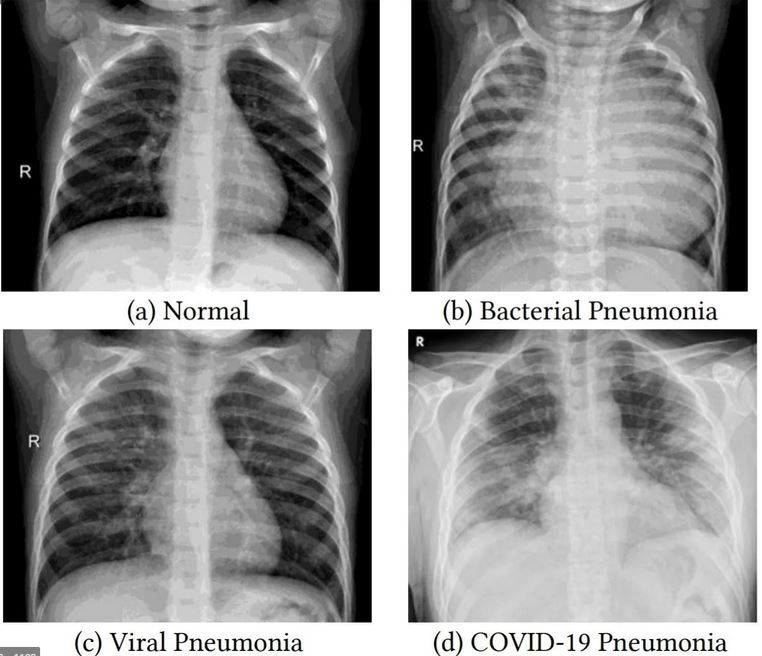 R
R
(a) Normal
(b) Bacterial Pneumonia
R
R
(c) Viral Pneumonia
(d) COVID-19 Pneumonia